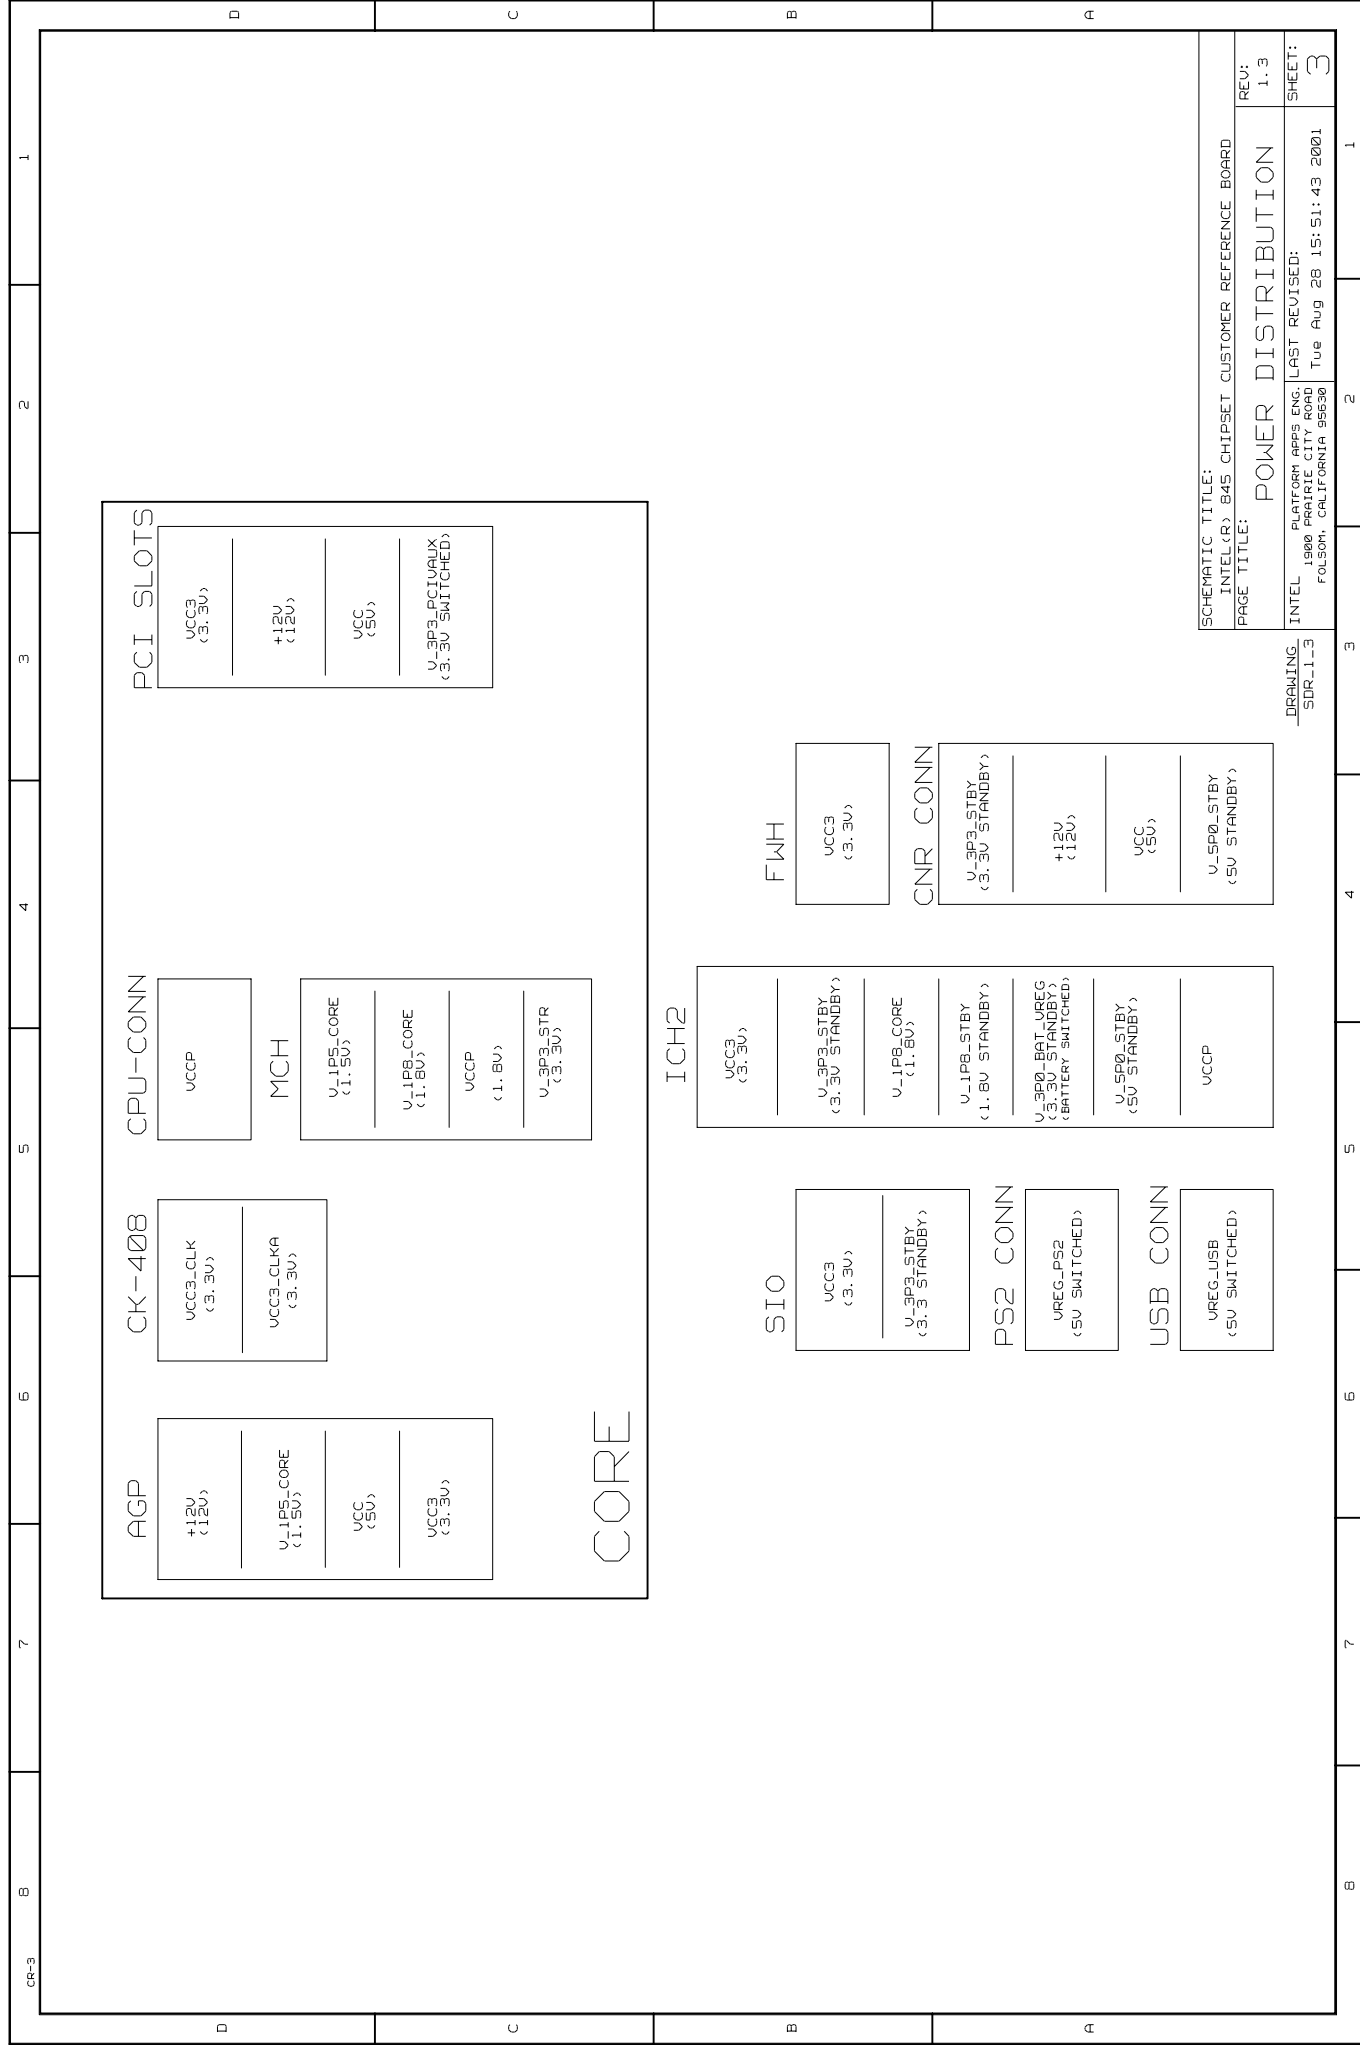 CR-3
8
7
6
5
4
3
2
1
D
D
C
C
B
B
A
A
AGP
+12V
(12V)
V_1P5_CORE
(1.5V)
VCC
(5V)
VCC3
(3.3V)
CK-408
VCC3_CLK
(3.3V)
VCC3_CLKA
(3.3V)
CPU-CONN
VCCP
MCH
V_1P5_CORE
(1.5V)
V_1P8_CORE
(1.8V)
VCCP
(1.8V)
V_3P3_STR
(3.3V)
PCI SLOTS
VCC3
(3.3V)
+12V
(12V)
VCC
(5V)
V_3P3_PCIVAUX
(3.3V SWITCHED)
CORE
SIO
VCC3
(3.3V)
V_3P3_STBY
(3.3 STANDBY)
PS2 CONN
VREG_PS2
(5V SWITCHED)
USB CONN
VREG_USB
(5V SWITCHED)
ICH2
VCC3
(3.3V)
V_3P3_STBY
(3.3V STANDBY)
V_1P8_CORE
(1.8V)
V_1P8_STBY
(1.8V STANDBY)
V_3P0_BAT_VREG
(3.3V STANDBY)
(BATTERY SWITCHED)
V_5P0_STBY
(5V STANDBY)
VCCP
FWH
VCC3
(3.3V)
CNR CONN
V_3P3_STBY
(3.3V STANDBY)
+12V
(12V)
VCC
(5V)
V_5P0_STBY
(5V STANDBY)
DRAWING
SDR_1_3
SCHEMATIC TITLE:
INTEL(R) 845 CHIPSET CUSTOMER REFERENCE BOARD
PAGE TITLE:
POWER DISTRIBUTION
REV:
1.3
INTEL PLATFORM APPS ENG.
1900 PRAIRIE CITY ROAD
FOLSOM, CALIFORNIA 95630
LAST REVISED:
Tue Aug 28 15:51:43 2001
SHEET:
3
8
7
6
5
4
3
2
1